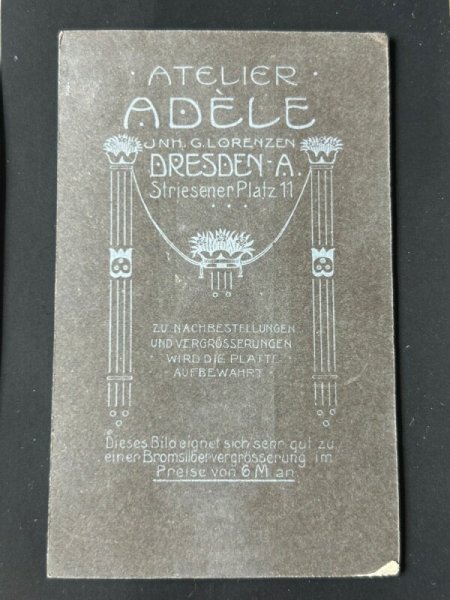 · ATELIER ·
ADÈLE
JNH. G. LORENZEN
DRESDEN-A.
Striesener Platz 11
ZU NACHBESTELLUNGEN
UND VERGRÖSSERUNGEN
WIRD DIE PLATTE
AUFBEWAHRT
Dieses Bild eignet sich sehr gut zu
einer Bromsilbervergrösserung im
Preise von 6 M an